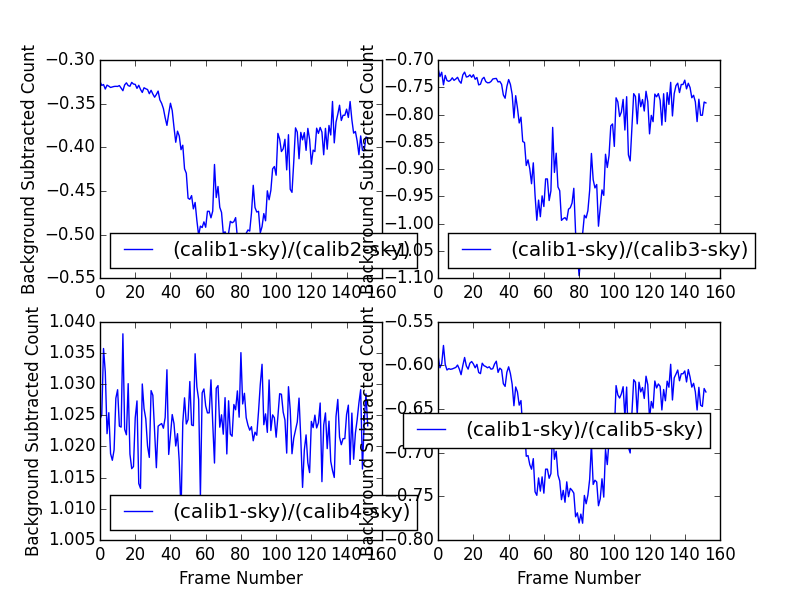 Background Subtracted Count
−0.30
−0.35
−0.40
−0.45
−0.50
−0.55
(calib1-sky)/(calib2-sky)
0 20 40 60 80 100 120 140 160
Background Subtracted Count
−0.70
−0.75
−0.80
−0.85
−0.90
−0.95
−1.00
−1.05
−1.10
(calib1-sky)/(calib3-sky)
0 20 40 60 80 100 120 140 160
Background Subtracted Count
1.040
1.035
1.030
1.025
1.020
1.015
1.010
1.005
(calib1-sky)/(calib4-sky)
0 20 40 60 80 100 120 140 160
Frame Number
Background Subtracted Count
−0.55
−0.60
−0.65
−0.70
−0.75
−0.80
(calib1-sky)/(calib5-sky)
0 20 40 60 80 100 120 140 160
Frame Number